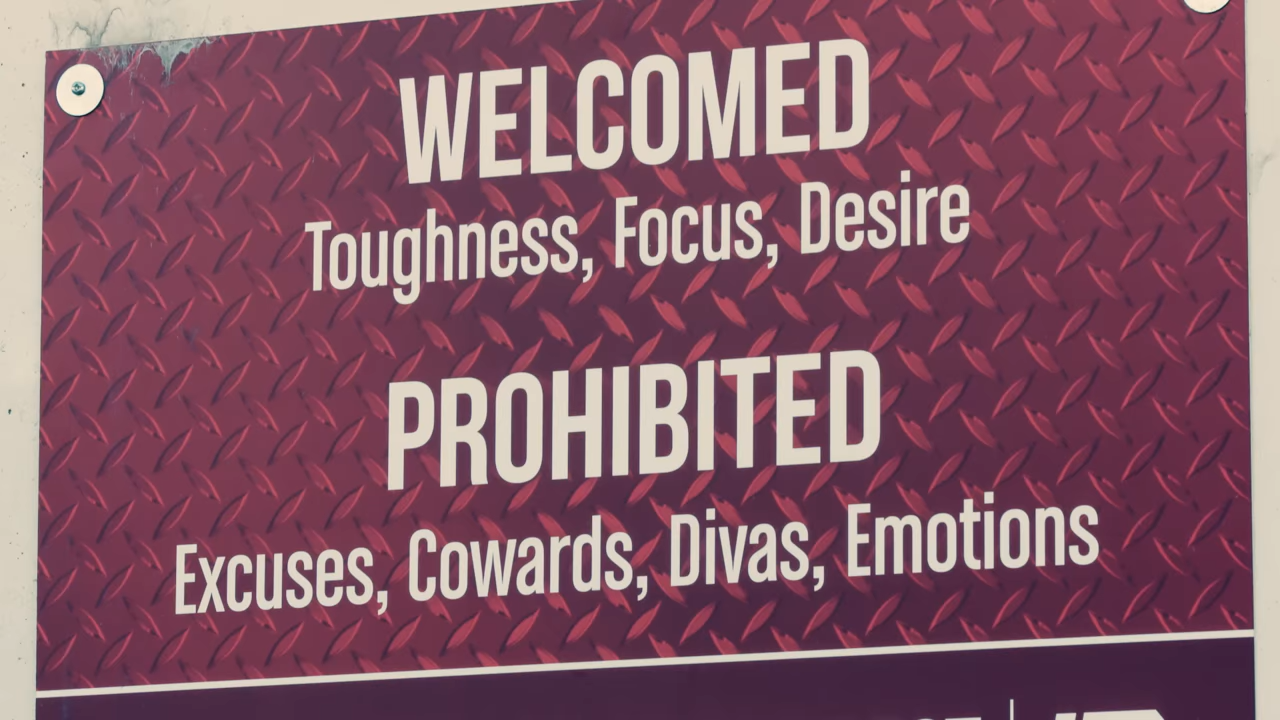 WELCOMED
Toughness, Focus, Desire
PROHIBITED
Excuses, Cowards, Divas, Emotions